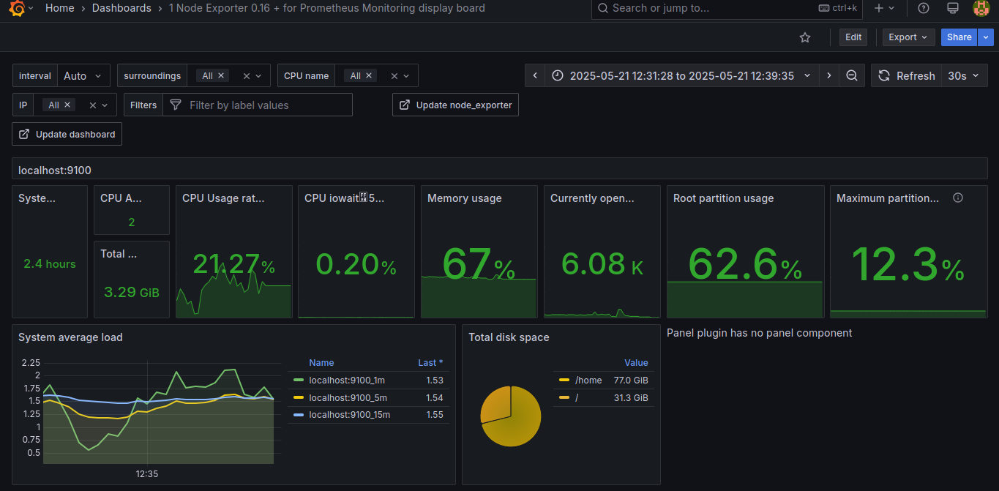 Home › Dashboards › 1 Node Exporter 0.16 + for Prometheus Monitoring display board
Search or jump to... ctrl+k
Edit Export Share
interval Auto surroundings All CPU name All
2025-05-21 12:31:28 to 2025-05-21 12:39:35 Refresh 30s
IP All Filters Filter by label values Update node_exporter
Update dashboard
localhost:9100
Syste...
2.4 hours
CPU A...
2
Total ...
3.29 GiB
CPU Usage rat...
21.27%
CPU iowait 5...
0.20%
Memory usage
67%
Currently open...
6.08 K
Root partition usage
62.6%
Maximum partition...
12.3%
System average load
2.25
2
1.75
1.5
1.25
1
0.75
0.5
12:35
Name Last *
localhost:9100_1m 1.53
localhost:9100_5m 1.54
localhost:9100_15m 1.55
Total disk space
Value
/home 77.0 GiB
/ 31.3 GiB
Panel plugin has no panel component